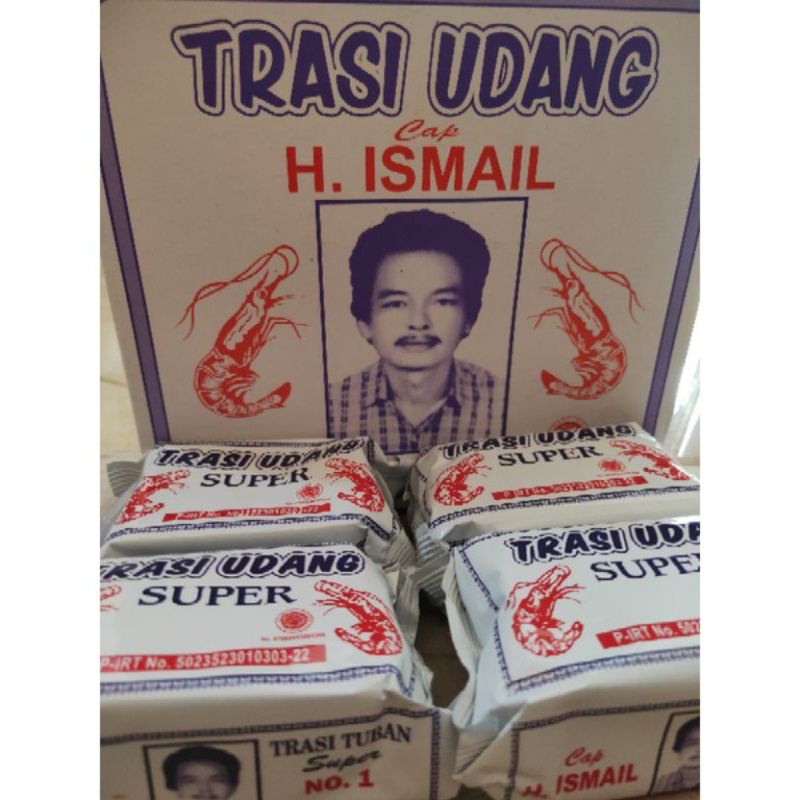 TRASI UDANG
Cap
H. ISMAIL
TRASI UDANG
SUPER
TRASI UDANG
SUPER
TRASI UDANG
SUPER
P-IRT No. 5023523010303-22
TRASI TUBAN
Super
NO. 1
TRASI UDA
SUPER
P-IRT No. 502
Cap
H. ISMAIL